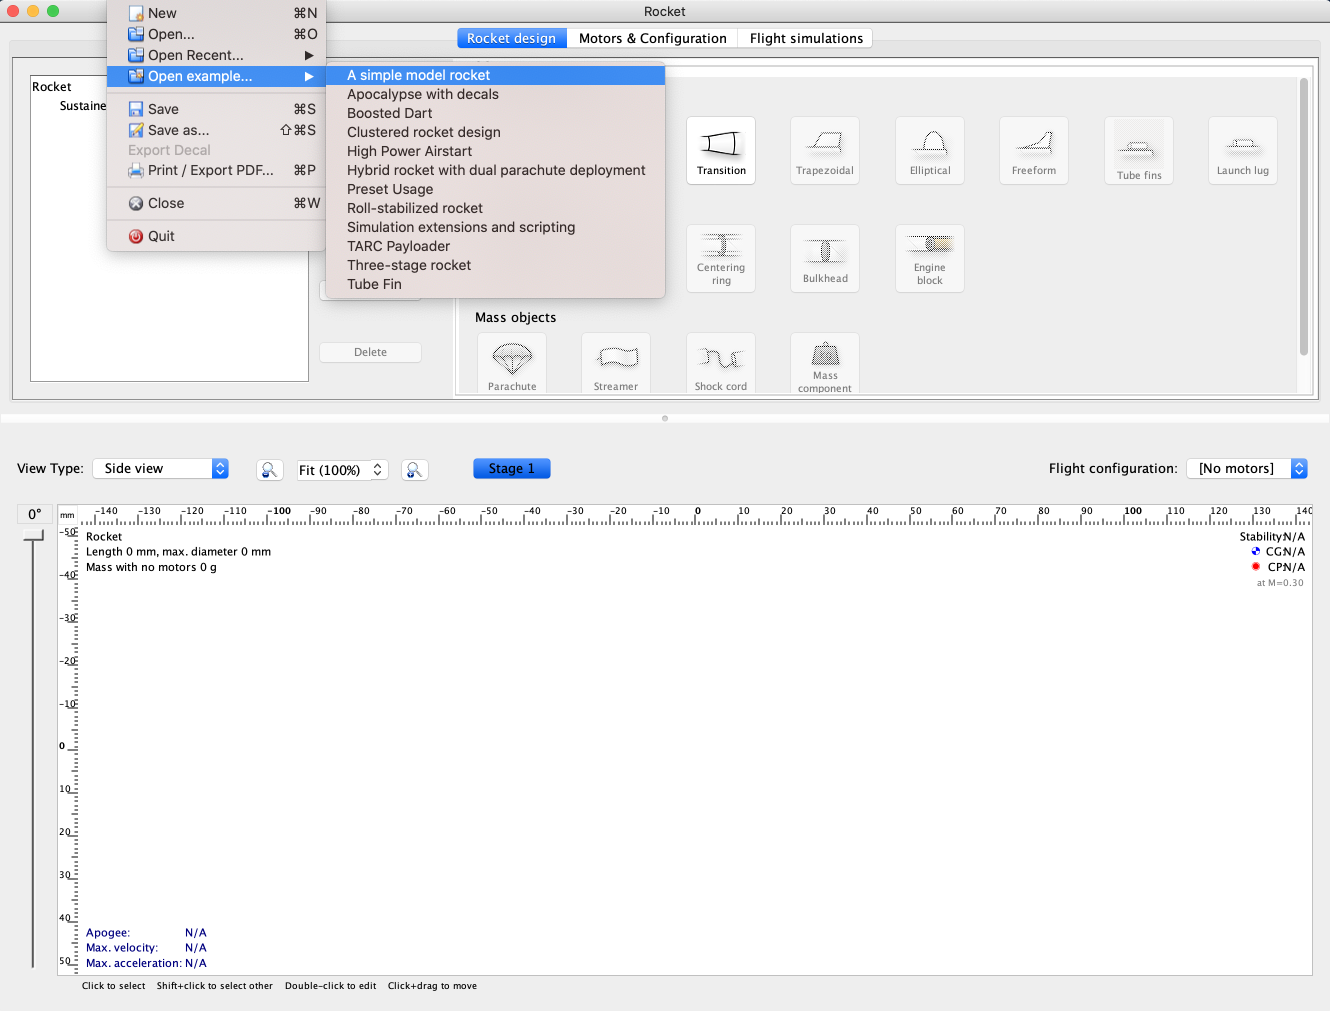 Rocket
New ⌘N
Open... ⌘O
Open Recent...
Open example...
Save ⌘S
Save as... ⇧⌘S
Export Decal
Print / Export PDF... ⌘P
Close ⌘W
Quit
A simple model rocket
Apocalypse with decals
Boosted Dart
Clustered rocket design
High Power Airstart
Hybrid rocket with dual parachute deployment
Preset Usage
Roll-stabilized rocket
Simulation extensions and scripting
TARC Payloader
Three-stage rocket
Tube Fin
Rocket design Motors & Configuration Flight simulations
Rocket
Sustaine
Transition Trapezoidal Elliptical Freeform Tube fins Launch lug
Centering ring Bulkhead Engine block
Mass objects
Delete
Parachute Streamer Shock cord Mass component
View Type: Side view Fit (100%) Stage 1 Flight configuration: [No motors]
0°
mm -140 -130 -120 -110 -100 -90 -80 -70 -60 -50 -40 -30 -20 -10 0 10 20 30 40 50 60 70 80 90 100 110 120 130 140
-50
-40
-30
-20
-10
0
10
20
30
40
50
Rocket
Length 0 mm, max. diameter 0 mm
Mass with no motors 0 g
Stability:N/A
CG:N/A
CP:N/A
at M=0.30
Apogee: N/A
Max. velocity: N/A
Max. acceleration: N/A
Click to select Shift+click to select other Double-click to edit Click+drag to move